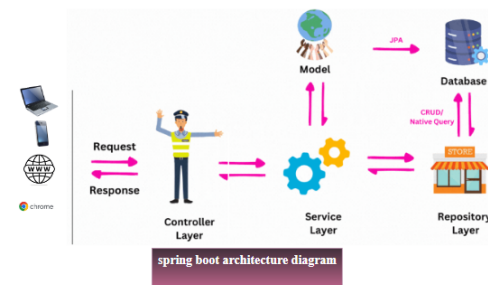 JPA
Model
Database
CRUD/
Native Query
STORE
WWW
Request
Response
chrome
Controller
Layer
Service
Layer
Repository
Layer
spring boot architecture diagram